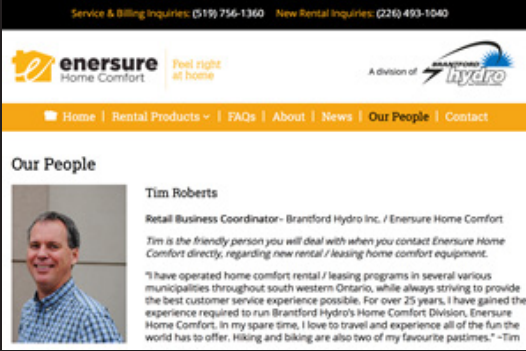 Service & Billing Inquiries: (519) 756-1360 New Rental Inquiries: (226) 493-1040
enersure
Home Comfort
Feel right
at home
A division of
BRANTFORD
hydro
Home | Rental Products | FAQs | About | News | Our People | Contact
Our People
Tim Roberts
Retail Business Coordinator– Brantford Hydro Inc. / Enersure Home Comfort
Tim is the friendly person you will deal with when you contact Enersure Home
Comfort directly, regarding new rental / leasing home comfort equipment.
"I have operated home comfort rental / leasing programs in several various
municipalities throughout south western Ontario, while always striving to provide
the best customer service experience possible. For over 25 years, I have gained the
experience required to run Brantford Hydro's Home Comfort Division, Enersure
Home Comfort. In my spare time, I love to travel and experience all of the fun the
world has to offer. Hiking and biking are also two of my favourite pastimes." ~Tim